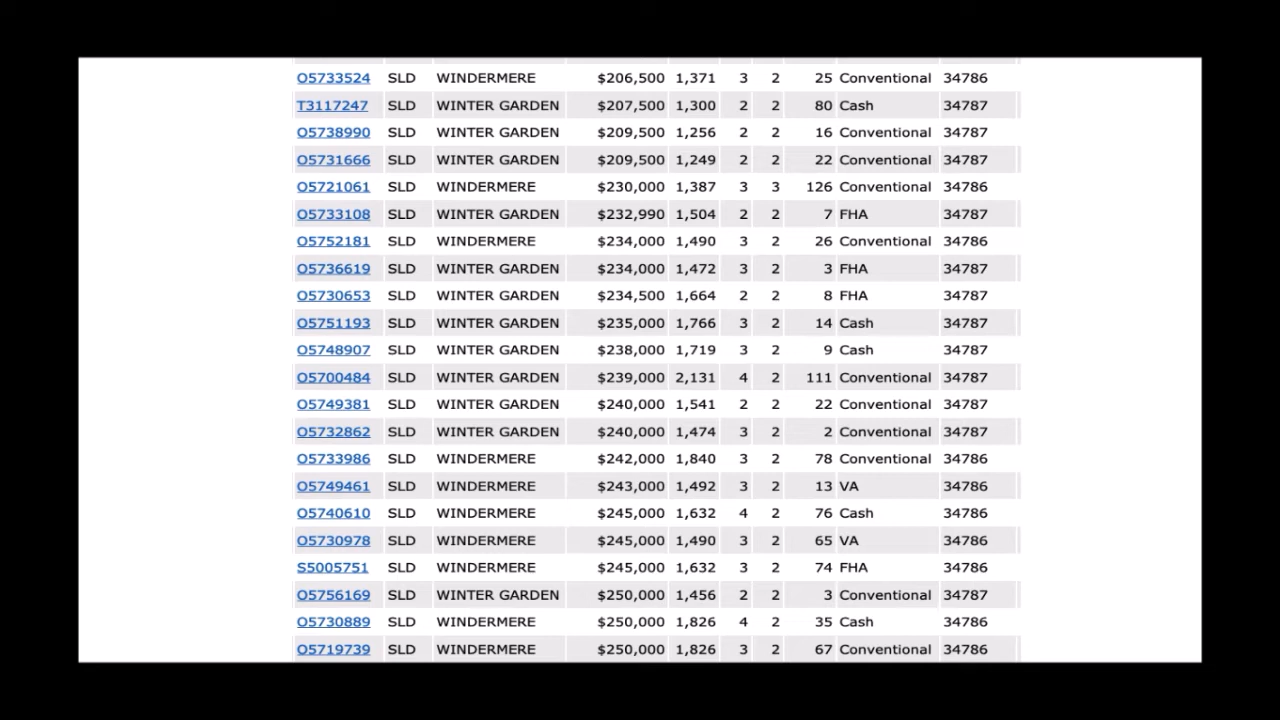 O5733524 SLD WINDERMERE $206,500 1,371 3 2 25 Conventional 34786
T3117247 SLD WINTER GARDEN $207,500 1,300 2 2 80 Cash 34787
O5738990 SLD WINTER GARDEN $209,500 1,256 2 2 16 Conventional 34787
O5731666 SLD WINTER GARDEN $209,500 1,249 2 2 22 Conventional 34787
O5721061 SLD WINDERMERE $230,000 1,387 3 3 126 Conventional 34786
O5733108 SLD WINTER GARDEN $232,990 1,504 2 2 7 FHA 34787
O5752181 SLD WINDERMERE $234,000 1,490 3 2 26 Conventional 34786
O5736619 SLD WINTER GARDEN $234,000 1,472 3 2 3 FHA 34787
O5730653 SLD WINTER GARDEN $234,500 1,664 2 2 8 FHA 34787
O5751193 SLD WINTER GARDEN $235,000 1,766 3 2 14 Cash 34787
O5748907 SLD WINTER GARDEN $238,000 1,719 3 2 9 Cash 34787
O5700484 SLD WINTER GARDEN $239,000 2,131 4 2 111 Conventional 34787
O5749381 SLD WINTER GARDEN $240,000 1,541 2 2 22 Conventional 34787
O5732862 SLD WINTER GARDEN $240,000 1,474 3 2 2 Conventional 34787
O5733986 SLD WINDERMERE $242,000 1,840 3 2 78 Conventional 34786
O5749461 SLD WINDERMERE $243,000 1,492 3 2 13 VA 34786
O5740610 SLD WINDERMERE $245,000 1,632 4 2 76 Cash 34786
O5730978 SLD WINDERMERE $245,000 1,490 3 2 65 VA 34786
S5005751 SLD WINDERMERE $245,000 1,632 3 2 74 FHA 34786
O5756169 SLD WINTER GARDEN $250,000 1,456 2 2 3 Conventional 34787
O5730889 SLD WINDERMERE $250,000 1,826 4 2 35 Cash 34786
O5719739 SLD WINDERMERE $250,000 1,826 3 2 67 Conventional 34786